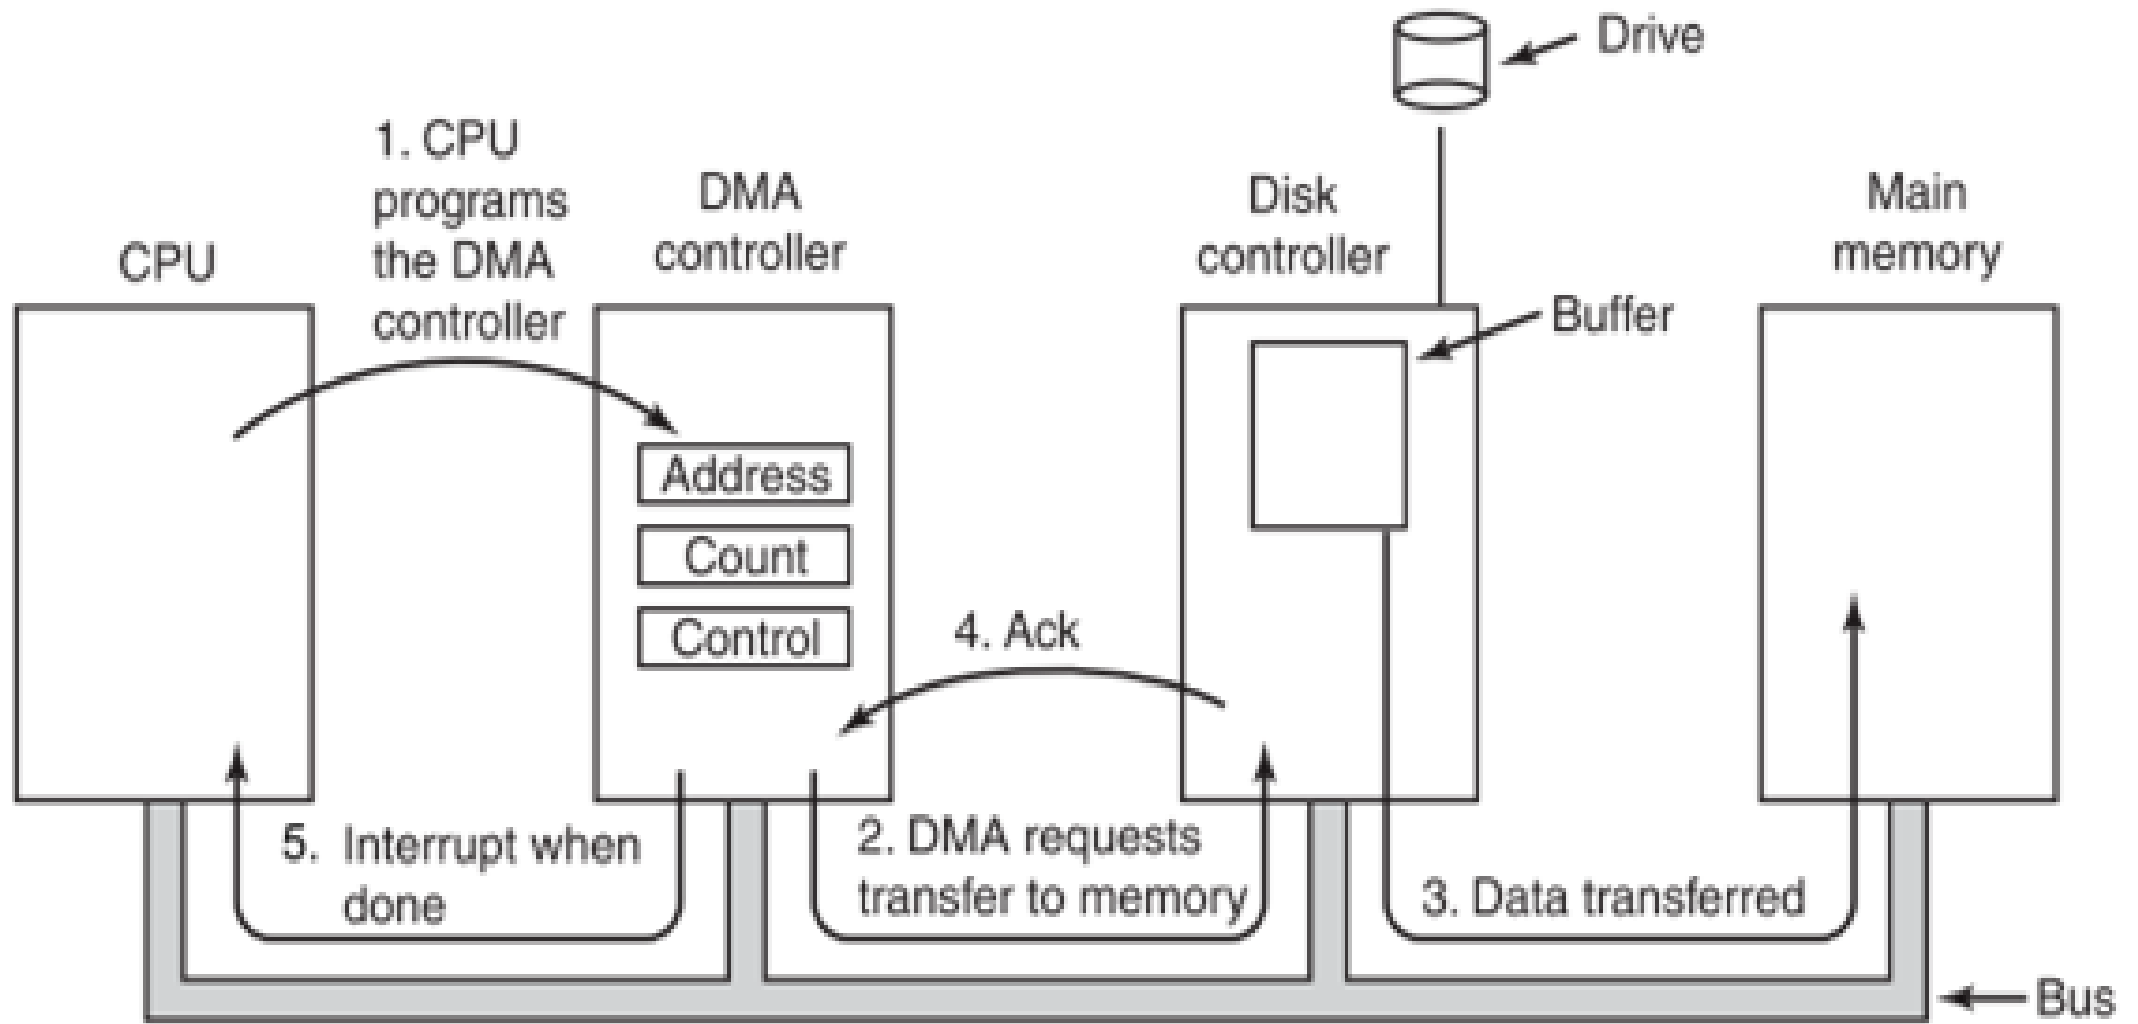 Drive
1. CPU
programs
the DMA
controller
CPU
DMA
controller
Disk
controller
Main
memory
Buffer
Address
Count
Control
4. Ack
5. Interrupt when
done
2. DMA requests
transfer to memory
3. Data transferred
Bus